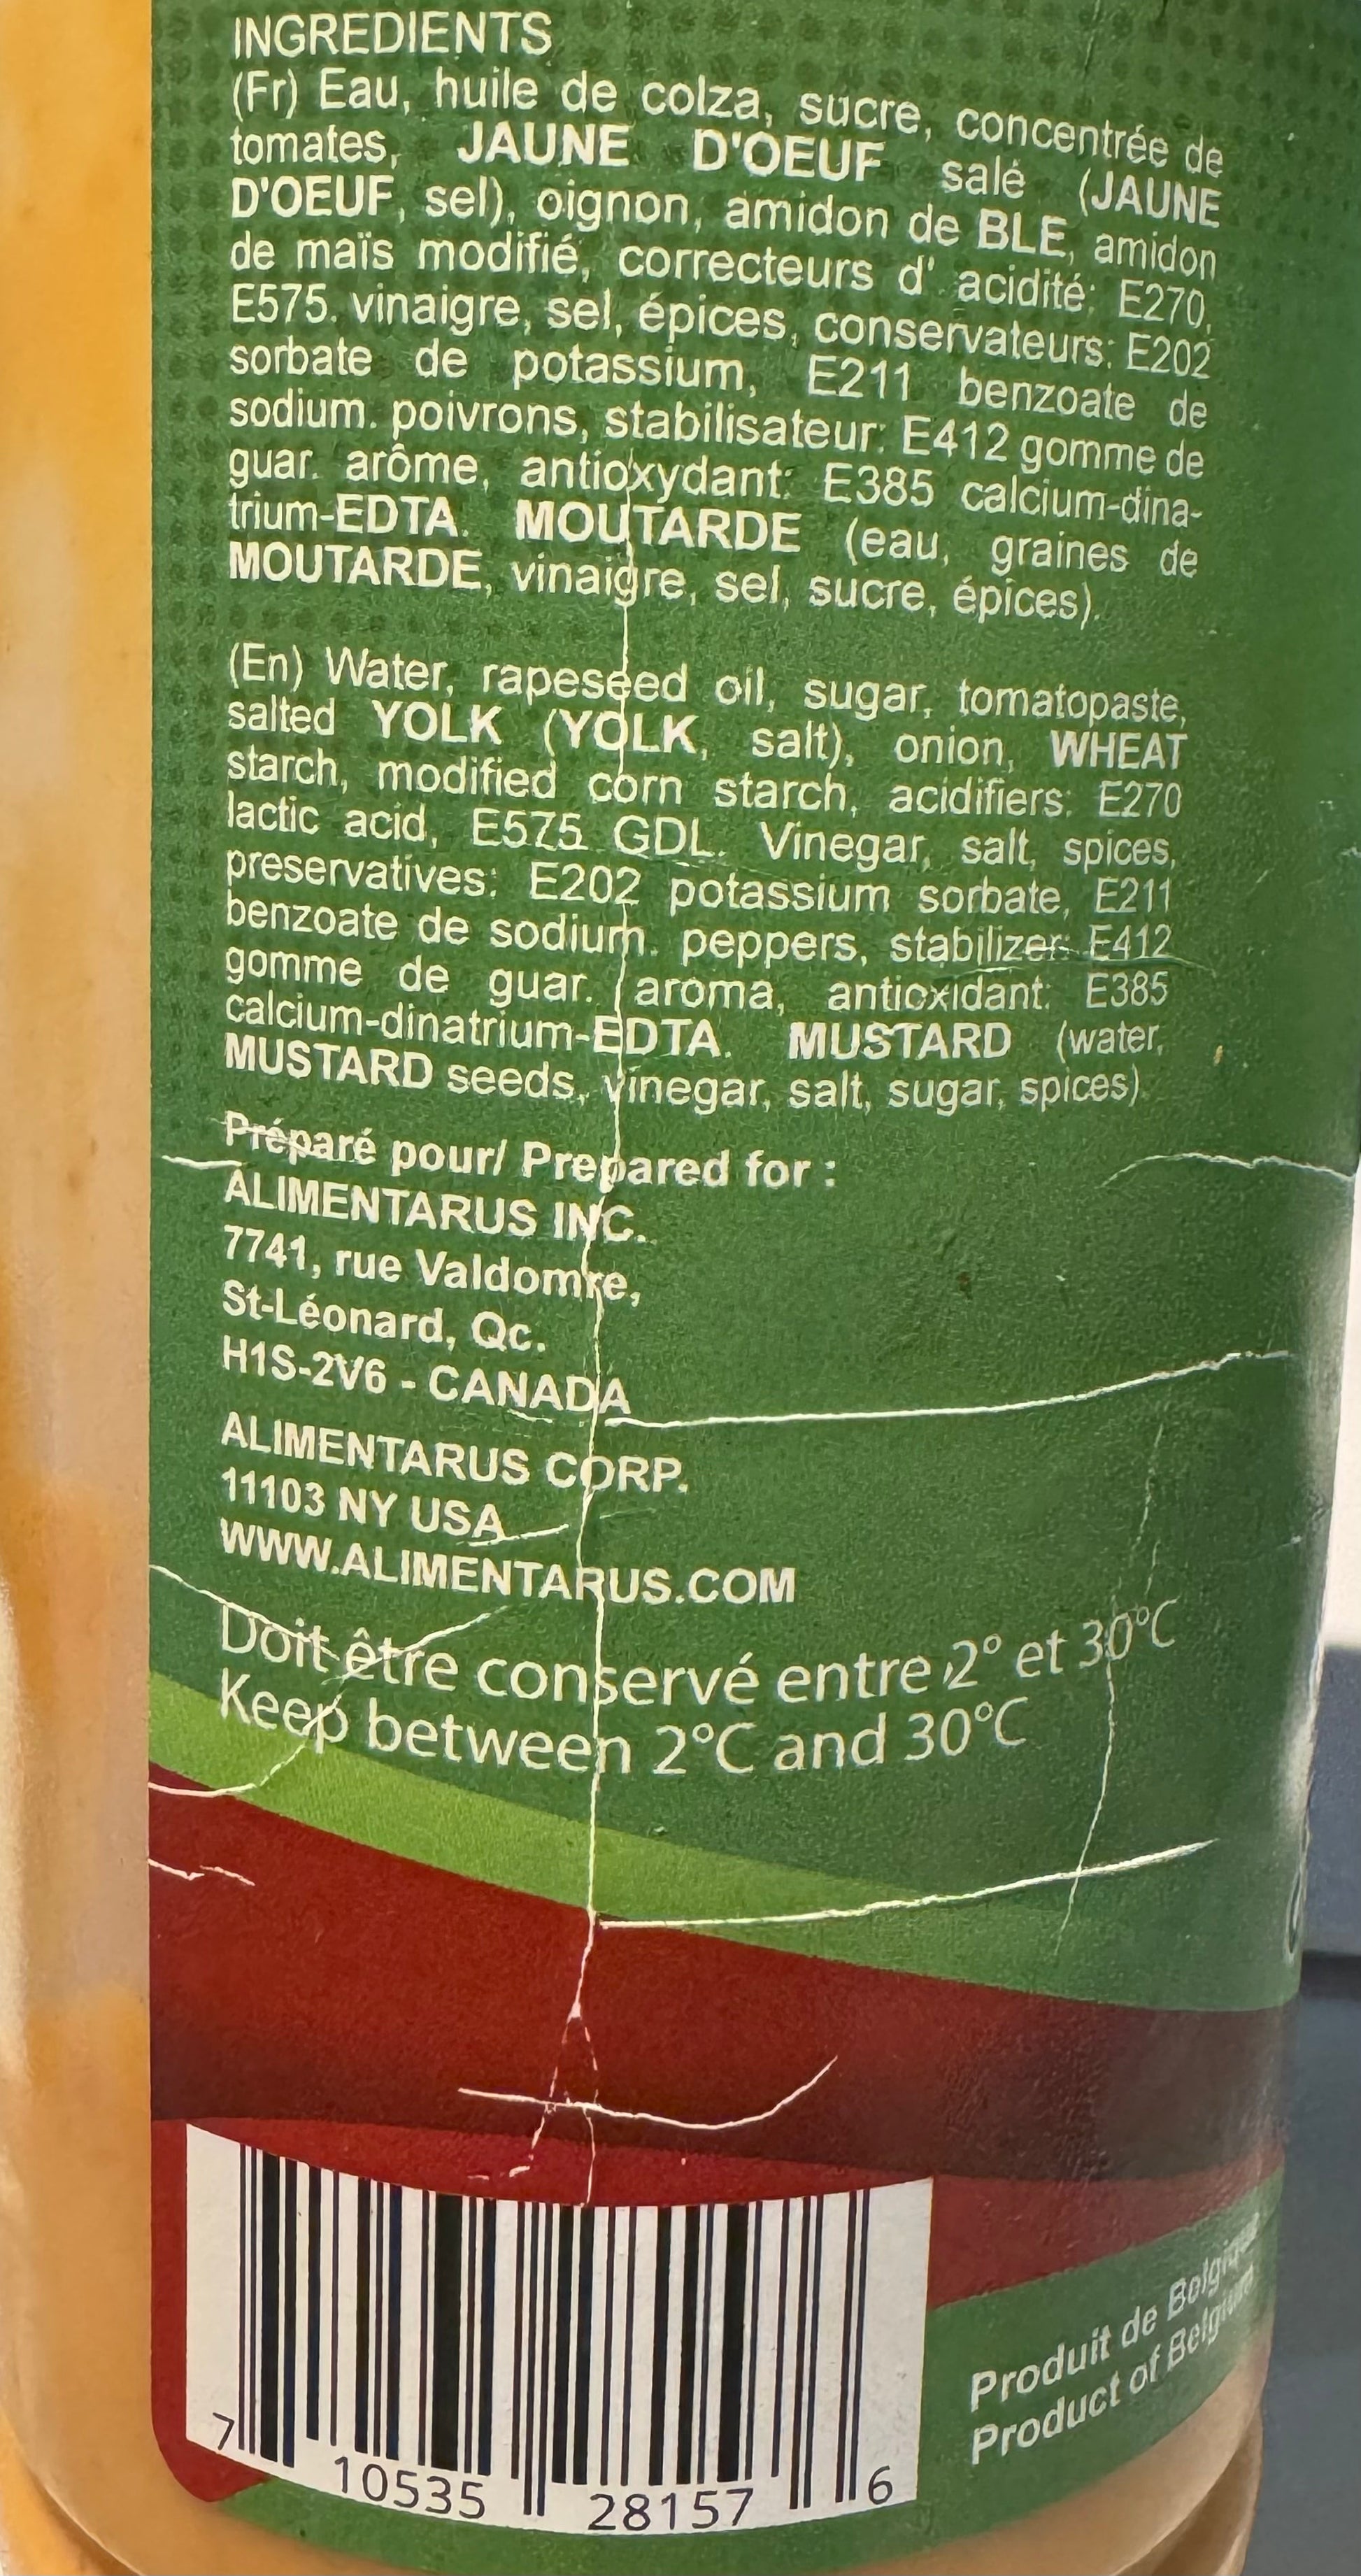 INGREDIENTS
(Fr) Eau, huile de colza, sucre, concentrée de
tomates, JAUNE D'OEUF salé (JAUNE
D'OEUF, sel), oignon, amidon de BLE, amidon
de maïs modifié, correcteurs d' acidité: E270,
E575. vinaigre, sel, épices, conservateurs: E202
sorbate de potassium, E211 benzoate de
sodium. poivrons, stabilisateur: E412 gomme de
guar. arôme, antioxydant: E385 calcium-dina-
trium-EDTA. MOUTARDE (eau, graines de
MOUTARDE, vinaigre, sel, sucre, épices).
(En) Water, rapeseed oil, sugar, tomatopaste,
salted YOLK (YOLK, salt), onion, WHEAT
starch, modified corn starch, acidifiers: E270
lactic acid, E575 GDL. Vinegar, salt, spices,
preservatives: E202 potassium sorbate, E211
benzoate de sodium. peppers, stabilizer: E412
gomme de guar. aroma, antioxidant: E385
calcium-dinatrium-EDTA. MUSTARD (water,
MUSTARD seeds, vinegar, salt, sugar, spices)
Préparé pour/ Prepared for :
ALIMENTARUS INC.
7741, rue Valdomre,
St-Léonard, Qc.
H1S-2V6 - CANADA
ALIMENTARUS CORP.
11103 NY USA
WWW.ALIMENTARUS.COM
Doit être conservé entre 2° et 30°C
Keep between 2°C and 30°C
Produit de Belgique
Product of Belgium
7 10535 28157 6